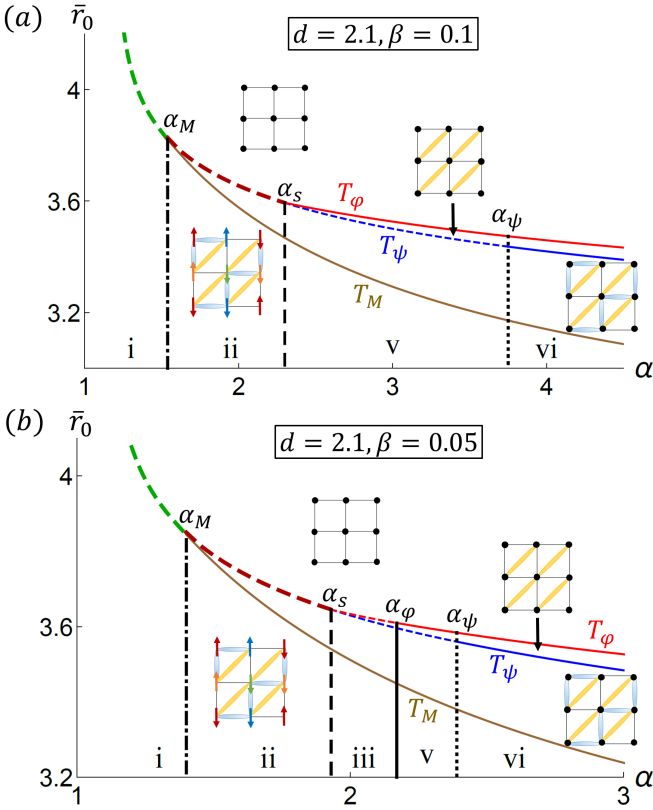 (a)
r̄₀
d = 2.1, β = 0.1
4
α_M
3.6
α_s
T_φ
α_ψ
T_ψ
T_M
3.2
i
ii
v
vi
1
2
3
4
α
(b)
r̄₀
d = 2.1, β = 0.05
4
α_M
α_s
α_φ
α_ψ
3.6
T_φ
T_ψ
T_M
i
ii
iii
v
vi
3.2
2
3
α